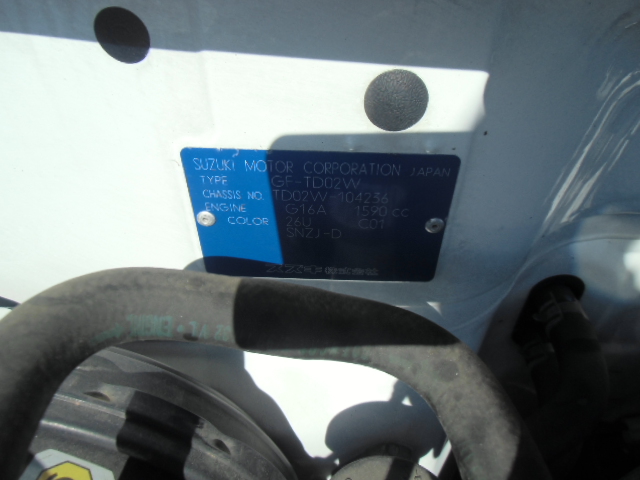 SUZUKI MOTOR CORPORATION JAPAN
TYPE GF-TD02W
CHASSIS NO. TD02W-104236
ENGINE G16A 1590 cc
COLOR 26U C01
SNZJ-D